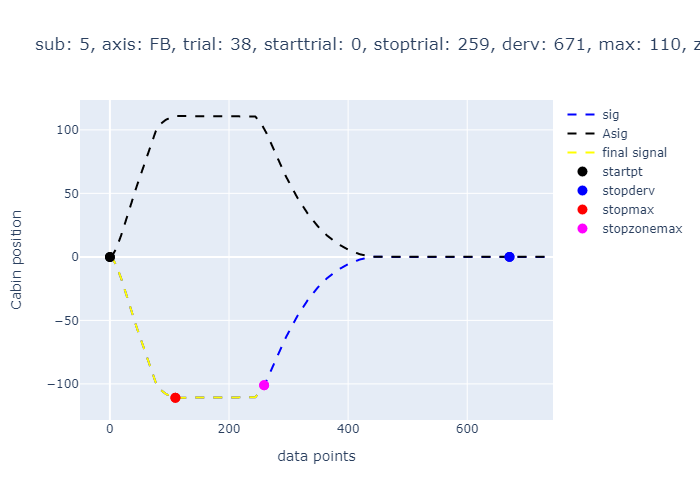 sub: 5, axis: FB, trial: 38, starttrial: 0, stoptrial: 259, derv: 671, max: 110, z
sig
Asig
final signal
startpt
stopderv
stopmax
stopzonemax
100
50
0
−50
−100
Cabin position
0
200
400
600
data points